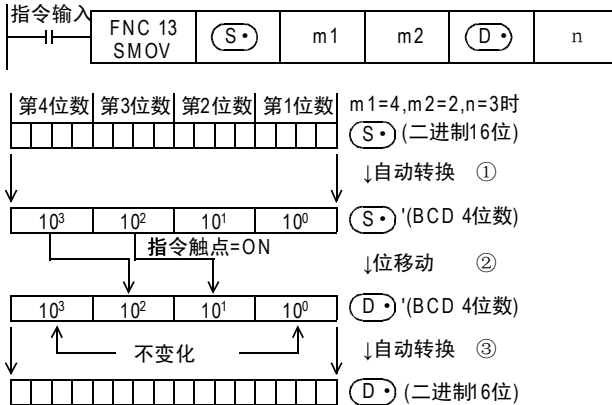 指令输入
FNC 13 SMOV S• m1 m2 D• n
第4位数 第3位数 第2位数 第1位数 m1=4,m2=2,n=3时
S• (二进制16位)
↓自动转换 ①
10³ 10² 10¹ 10⁰ S• '(BCD 4位数)
指令触点=ON
↓位移动 ②
10³ 10² 10¹ 10⁰ D• '(BCD 4位数)
不变化 ↓自动转换 ③
D• (二进制16位)